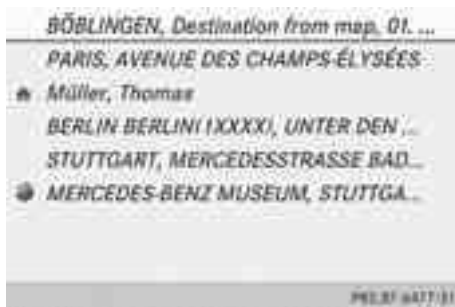 BÖBLINGEN, Destination from map, 01. ...
PARIS, AVENUE DES CHAMPS-ÉLYSÉES
Müller, Thomas
BERLIN BERLINI (XXXX), UNTER DEN ...
STUTTGART, MERCEDESSTRASSE BAD...
MERCEDES-BENZ MUSEUM, STUTTGA...